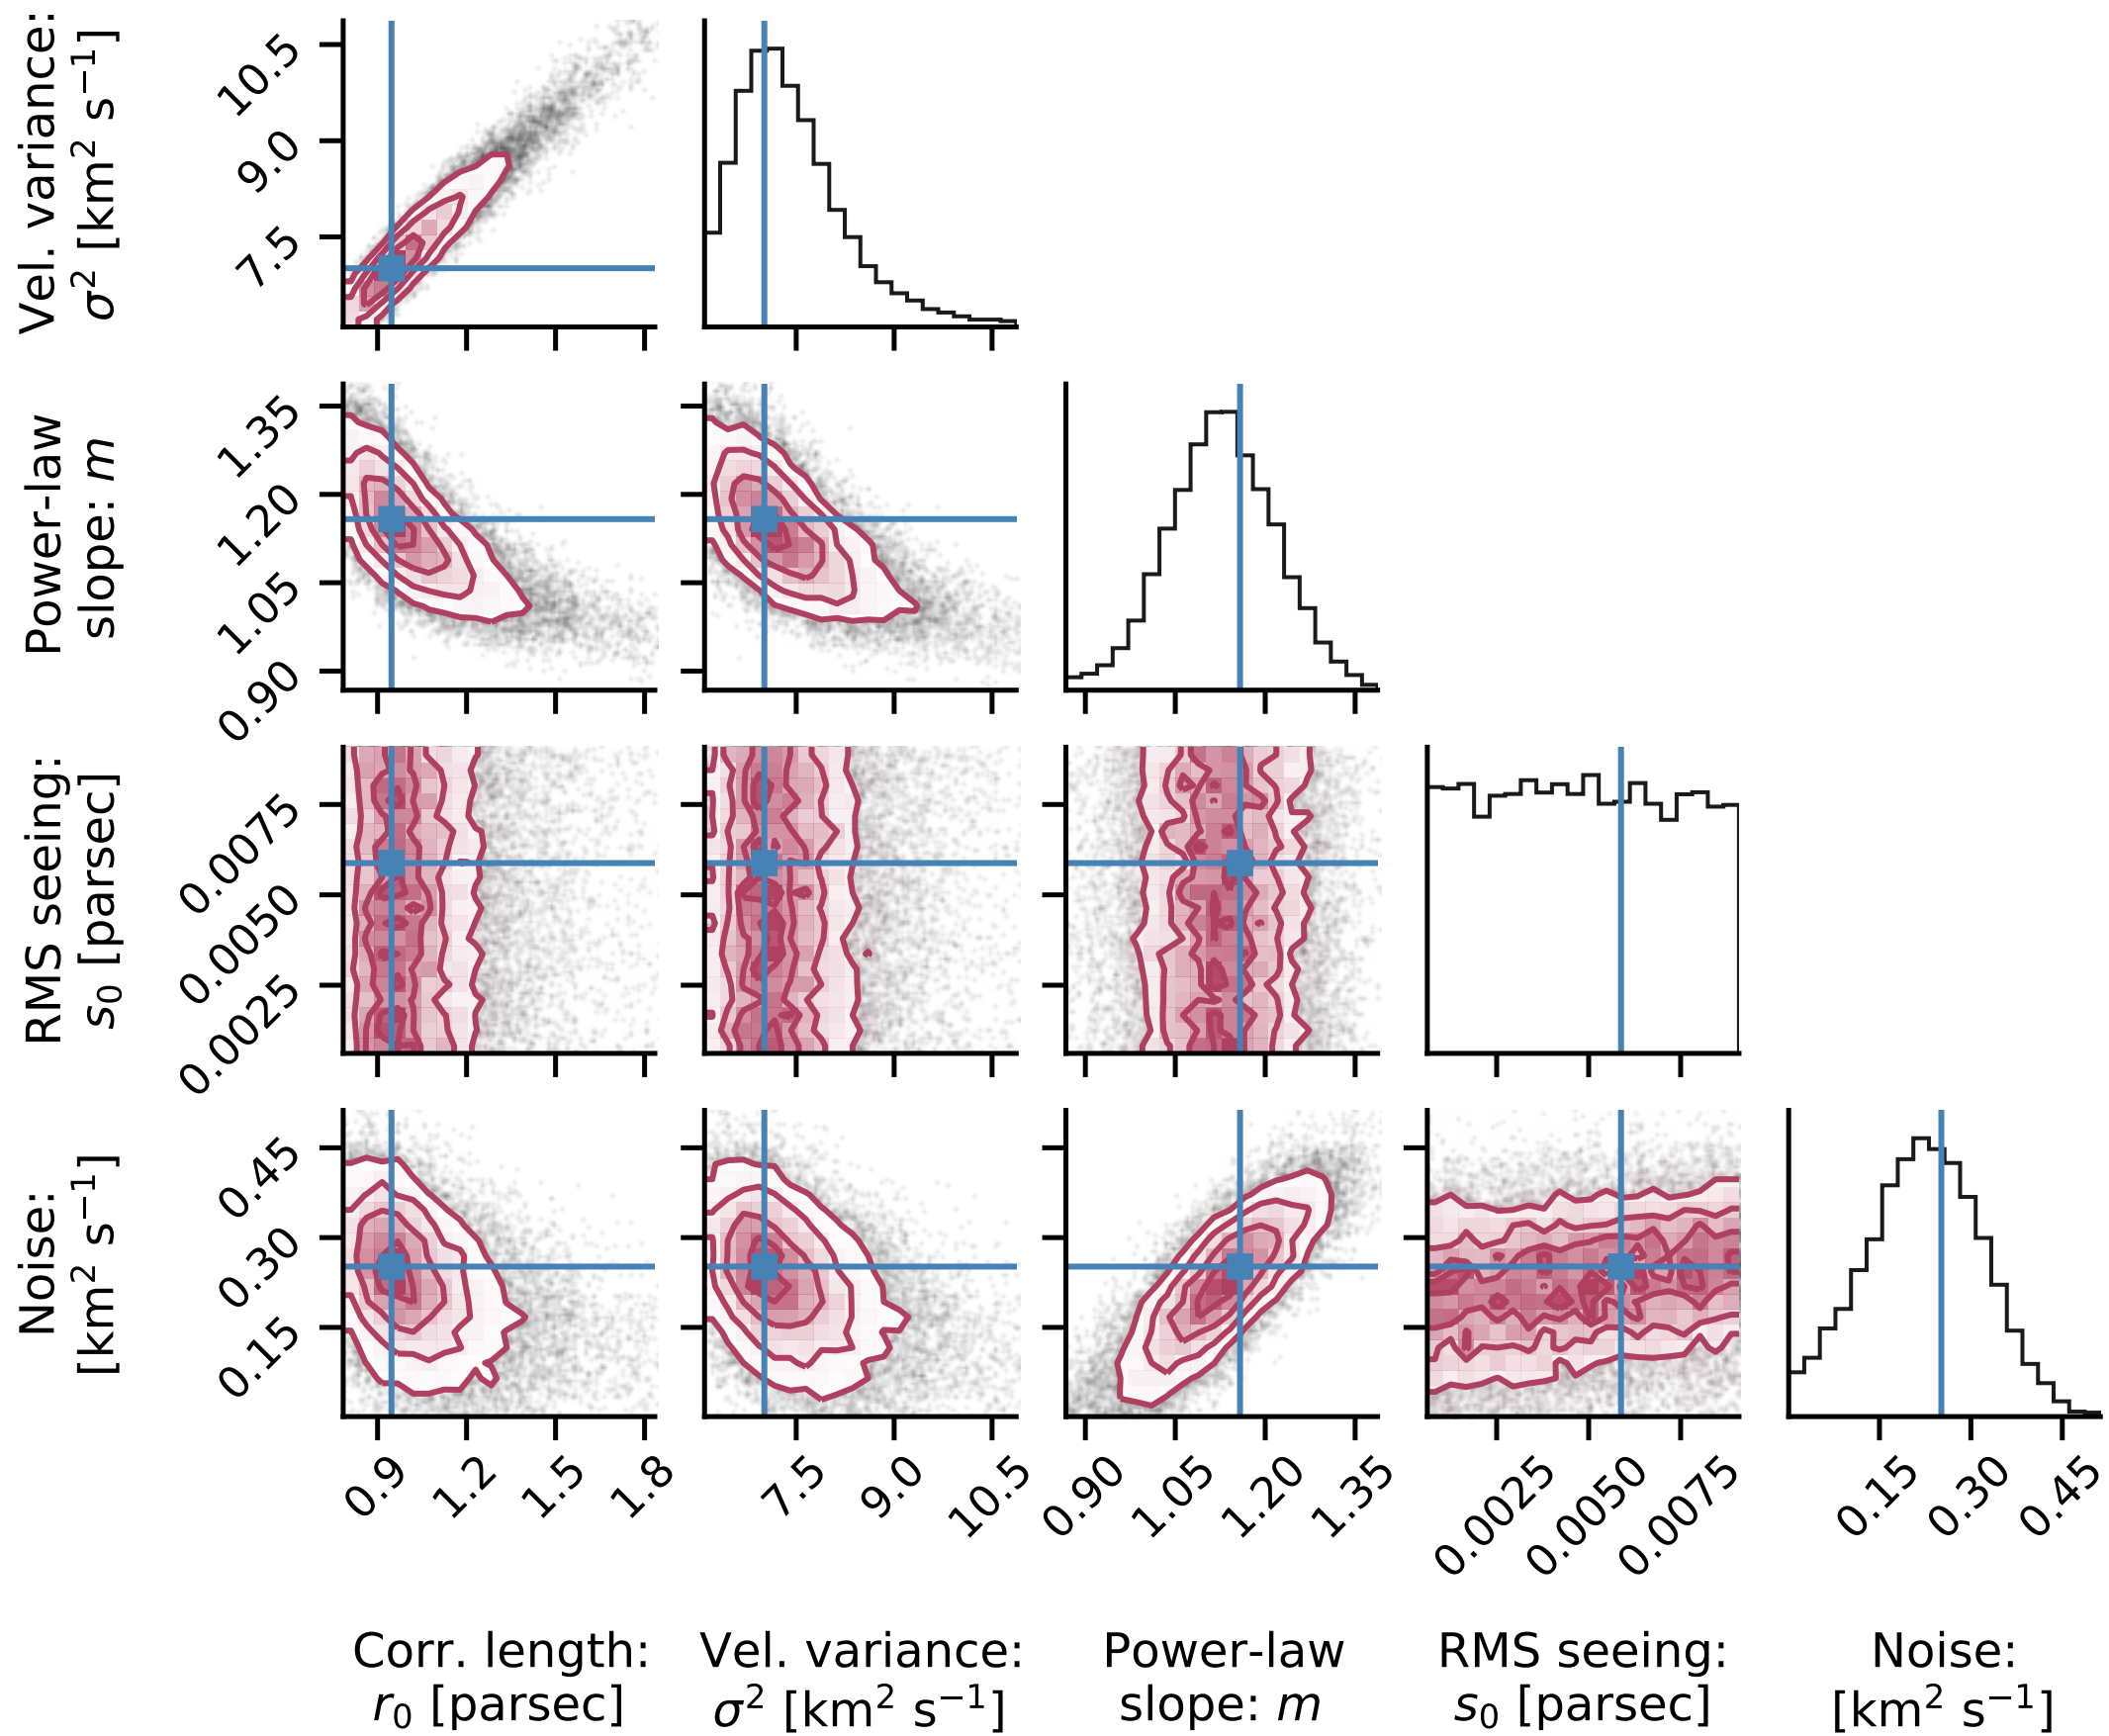 Vel. variance:
σ² [km² s⁻¹]
10.5
9.0
7.5
Power-law
slope: m
1.35
1.20
1.05
0.90
RMS seeing:
s₀ [parsec]
0.0075
0.0050
0.0025
Noise:
[km² s⁻¹]
0.45
0.30
0.15
0.9 1.2 1.5 1.8 7.5 9.0 10.5 0.90 1.05 1.20 1.35 0.0025 0.0050 0.0075 0.15 0.30 0.45
Corr. length:
r₀ [parsec]
Vel. variance:
σ² [km² s⁻¹]
Power-law
slope: m
RMS seeing:
s₀ [parsec]
Noise:
[km² s⁻¹]